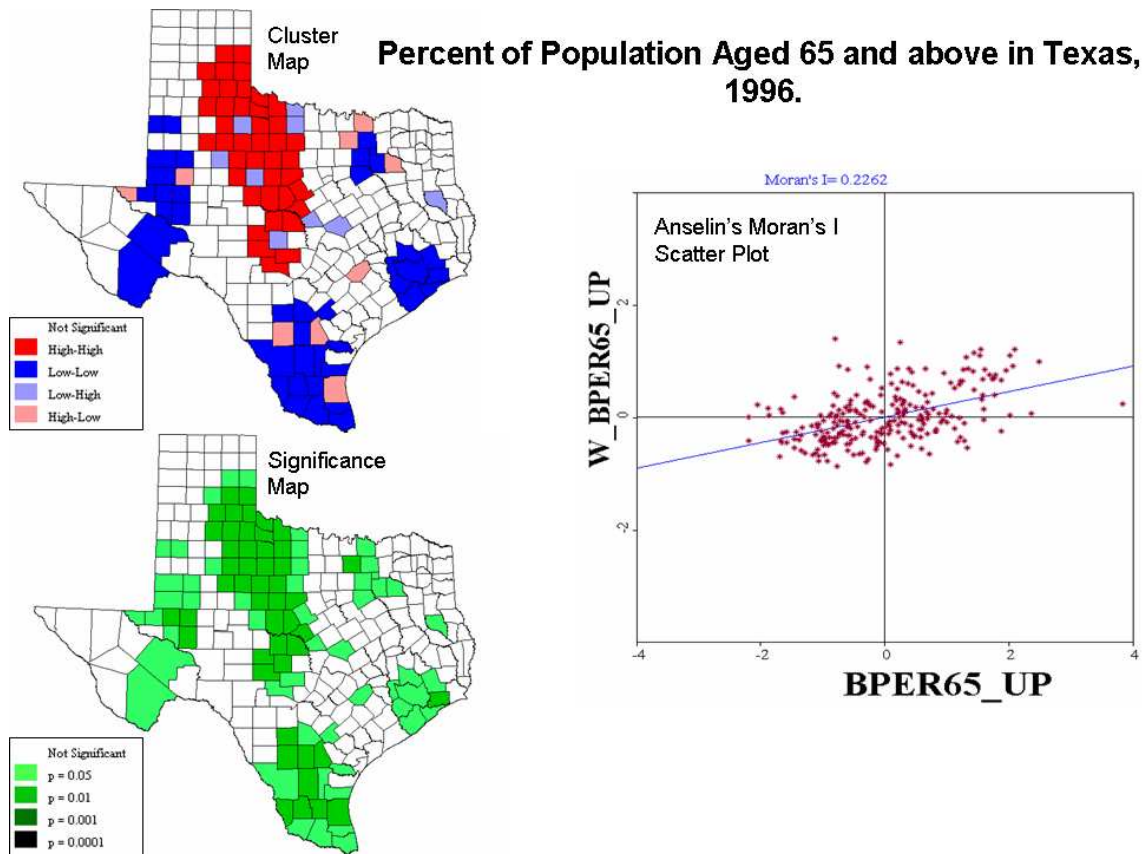 Cluster
Map
Percent of Population Aged 65 and above in Texas,
1996.
Not Significant
High-High
Low-Low
Low-High
High-Low
Significance
Map
Not Significant
p = 0.05
p = 0.01
p = 0.001
p = 0.0001
Moran's I= 0.2262
Anselin's Moran's I
Scatter Plot
W_BPER65_UP
2
0
-2
-4
-2
0
2
4
BPER65_UP